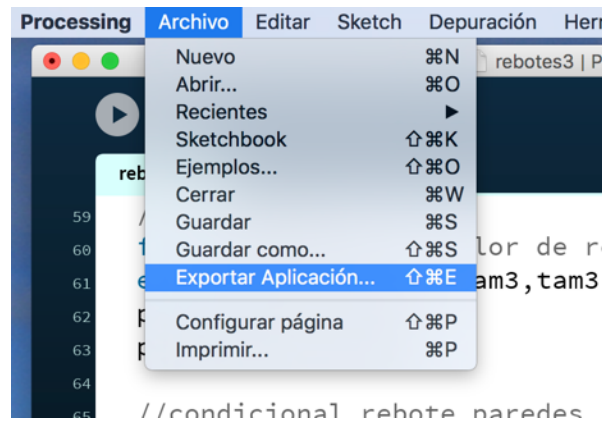 Processing Archivo Editar Sketch Depuración
rebotes3 | P
Nuevo ⌘N
Abrir... ⌘O
Recientes ▶
Sketchbook ⇧⌘K
Ejemplos... ⇧⌘O
Cerrar ⌘W
Guardar ⌘S
Guardar como... ⇧⌘S
Exportar Aplicación... ⇧⌘E
Configurar página ⇧⌘P
Imprimir... ⌘P
reb
59 /
60 f lor de r
61 e am3,tam3
62 p
63 p
64
65 //condicional rebote paredes